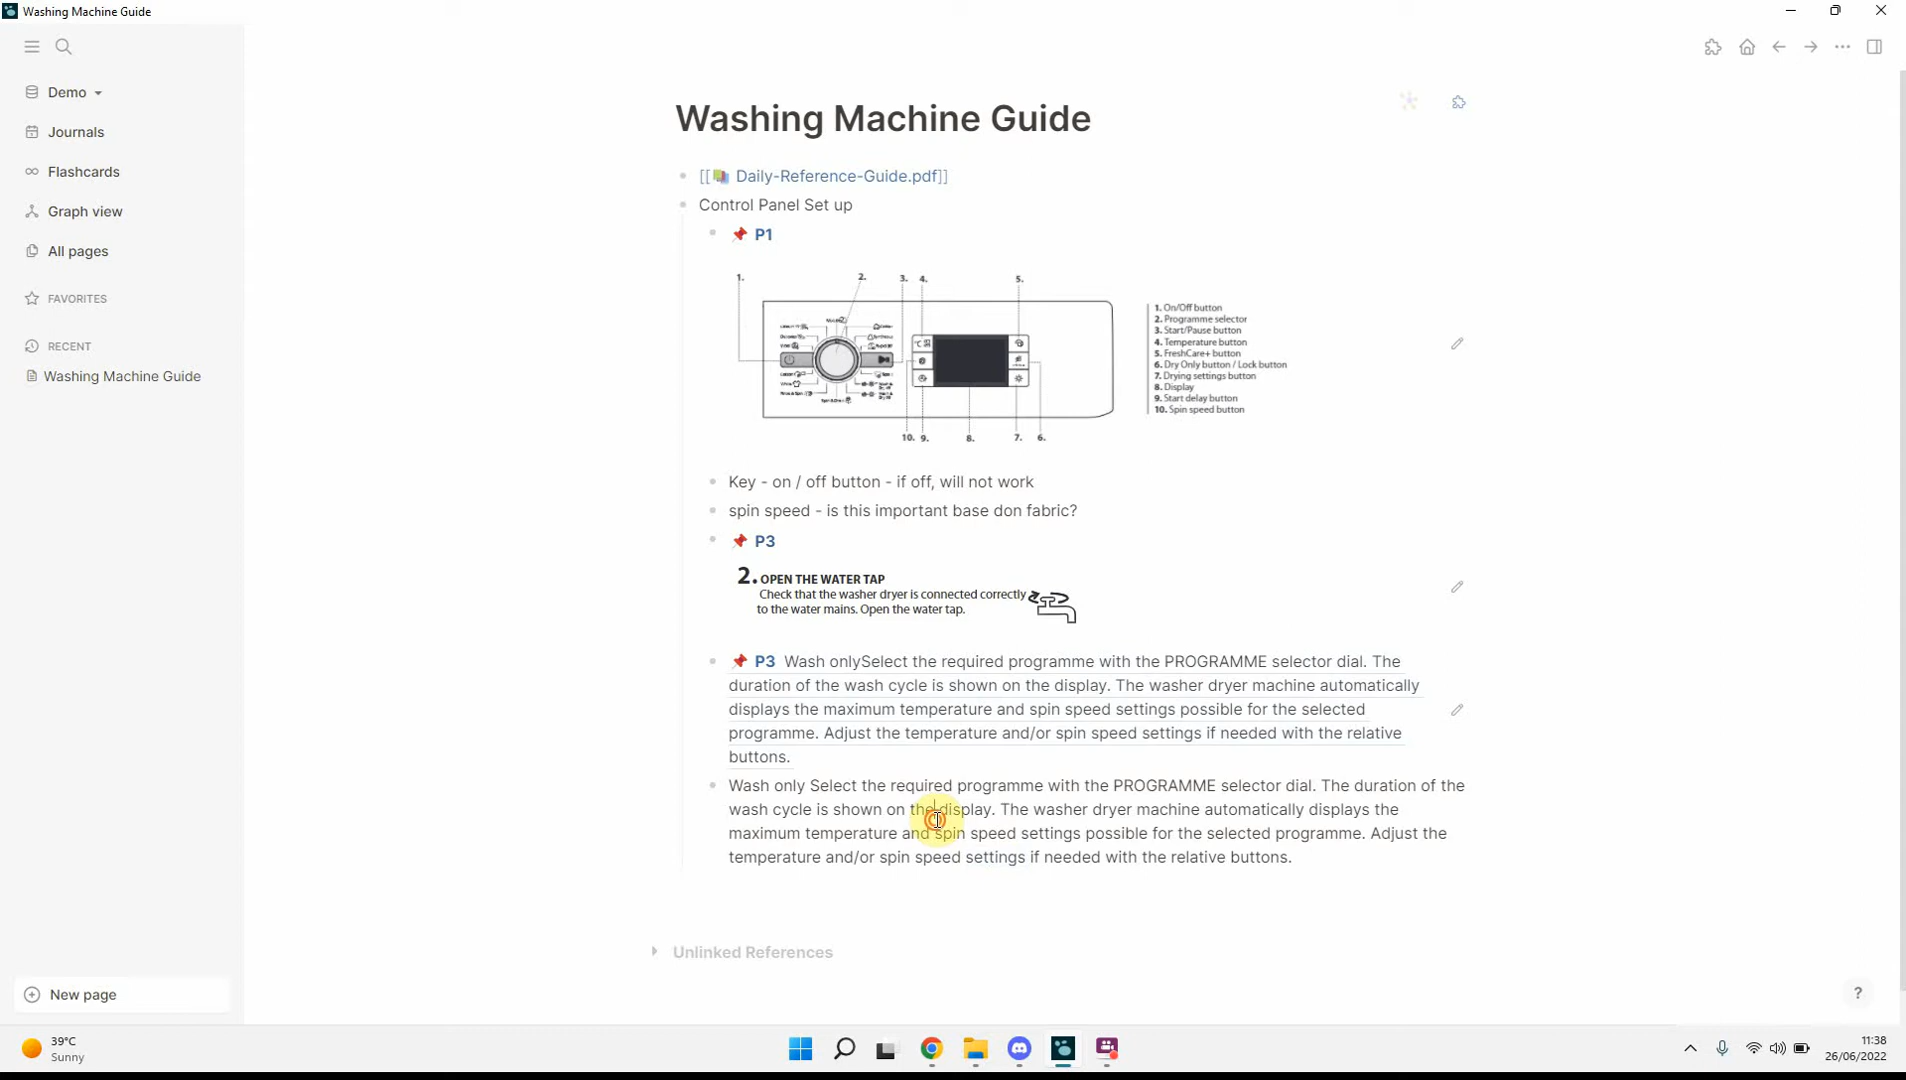 Washing Machine Guide
Demo
Journals
Flashcards
Graph view
All pages
FAVORITES
RECENT
Washing Machine Guide
New page
Washing Machine Guide
[[ Daily-Reference-Guide.pdf]]
Control Panel Set up
P1
1. 2. 3. 4. 5.
10. 9. 8. 7. 6.
1. On/Off button
2. Programme selector
3. Start/Pause button
4. Temperature button
5. FreshCare+ button
6. Dry Only button / Lock button
7. Drying settings button
8. Display
9. Start delay button
10. Spin speed button
Key - on / off button - if off, will not work
spin speed - is this important base don fabric?
P3
2. OPEN THE WATER TAP
Check that the washer dryer is connected correctly
to the water mains. Open the water tap.
P3 Wash onlySelect the required programme with the PROGRAMME selector dial. The
duration of the wash cycle is shown on the display. The washer dryer machine automatically
displays the maximum temperature and spin speed settings possible for the selected
programme. Adjust the temperature and/or spin speed settings if needed with the relative
buttons.
Wash only Select the required programme with the PROGRAMME selector dial. The duration of the
wash cycle is shown on the display. The washer dryer machine automatically displays the
maximum temperature and spin speed settings possible for the selected programme. Adjust the
temperature and/or spin speed settings if needed with the relative buttons.
Unlinked References
?
39°C
Sunny
11:38
26/06/2022